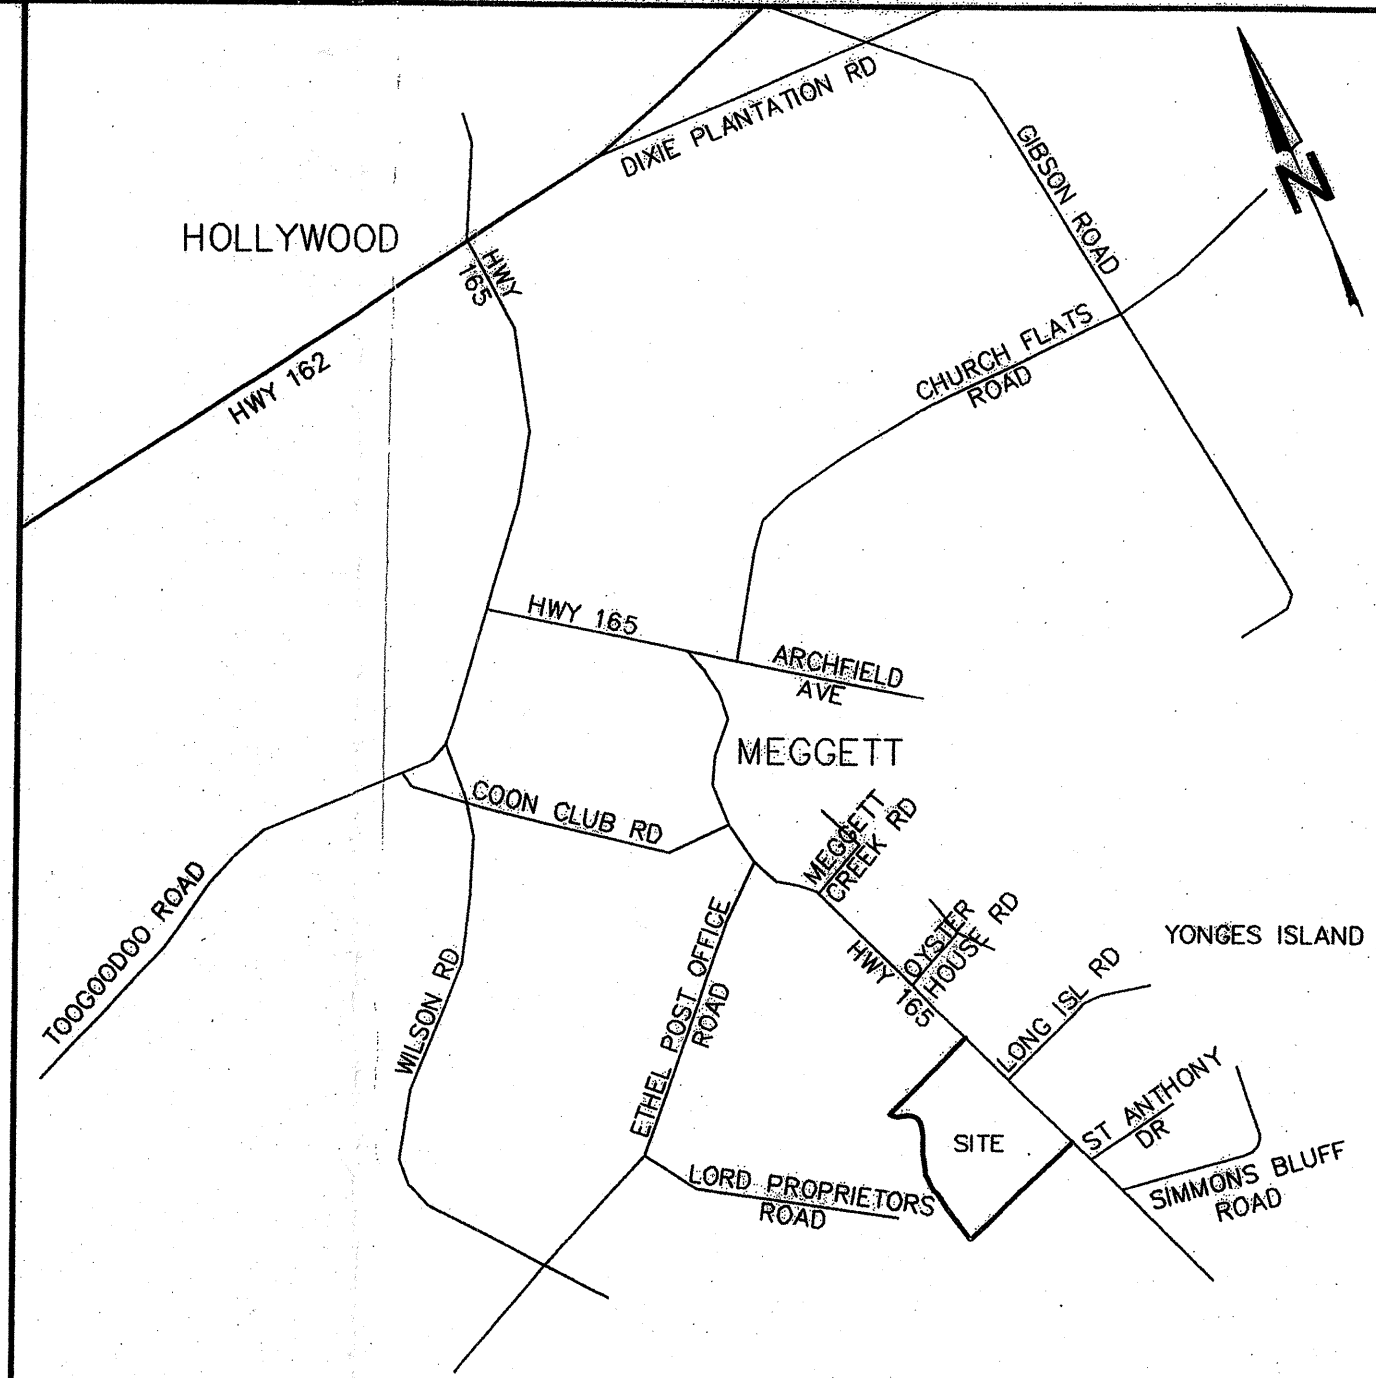 DIXIE PLANTATION RD
GIBSON ROAD
N
HOLLYWOOD
HWY
165
HWY 162
CHURCH FLATS
ROAD
HWY 165
ARCHFIELD
AVE
MEGGETT
COON CLUB RD
MEGGETT
CREEK RD
TOOGOODOO ROAD
WILSON RD
ETHEL POST OFFICE
ROAD
HWY 165
OYSTER
HOUSE RD
YONGES ISLAND
LONG ISL RD
SITE
ST ANTHONY
DR
SIMMONS BLUFF
ROAD
LORD PROPRIETORS
ROAD